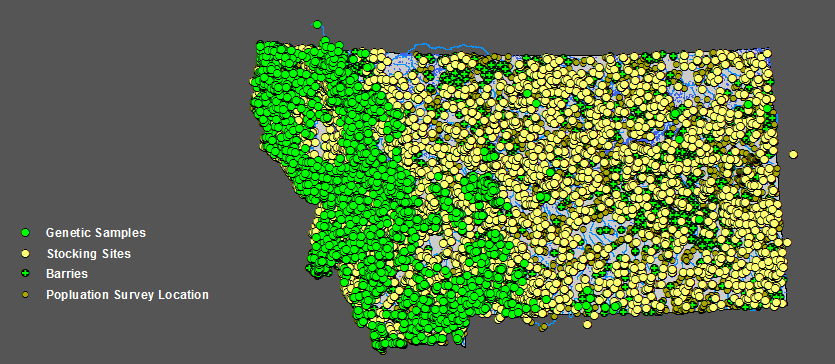 Genetic Samples
Stocking Sites
Barries
Popluation Survey Location